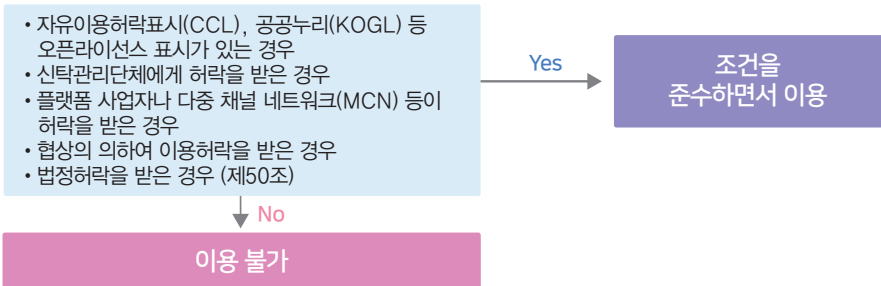 • 자유이용허락표시(CCL), 공공누리(KOGL) 등
오픈라이선스 표시가 있는 경우
• 신탁관리단체에게 허락을 받은 경우
• 플랫폼 사업자나 다중 채널 네트워크(MCN) 등이
허락을 받은 경우
• 협상의 의하여 이용허락을 받은 경우
• 법정허락을 받은 경우 (제50조)
Yes
조건을
준수하면서 이용
No
이용 불가